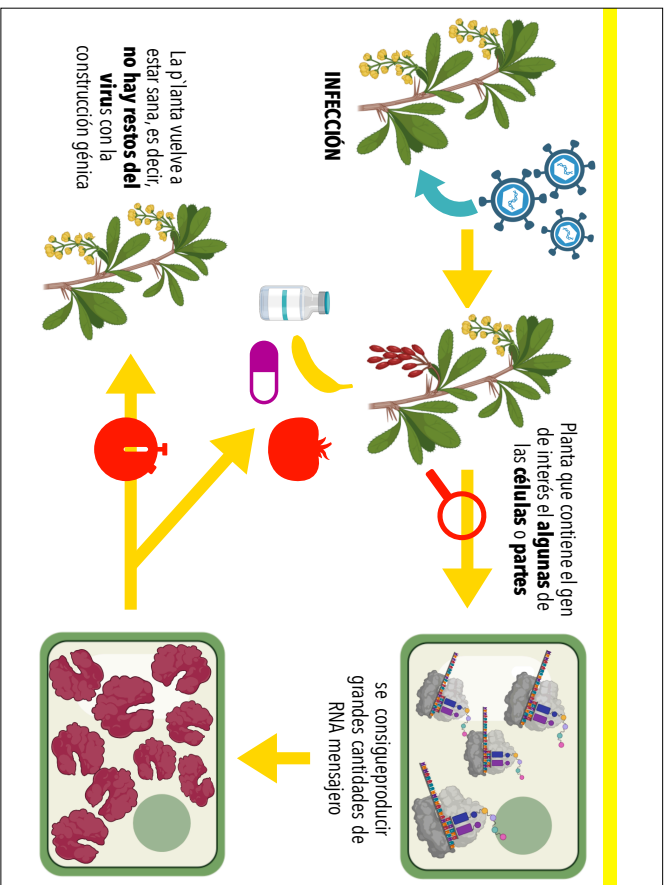 INFECCIÓN
Planta que contiene el gen
de interés el algunas de
las células o partes
se consigueproducir
grandes cantidades de
RNA mensajero
La p`lanta vuelve a
estar sana, es decir,
no hay restos del
virus con la
construcción génica